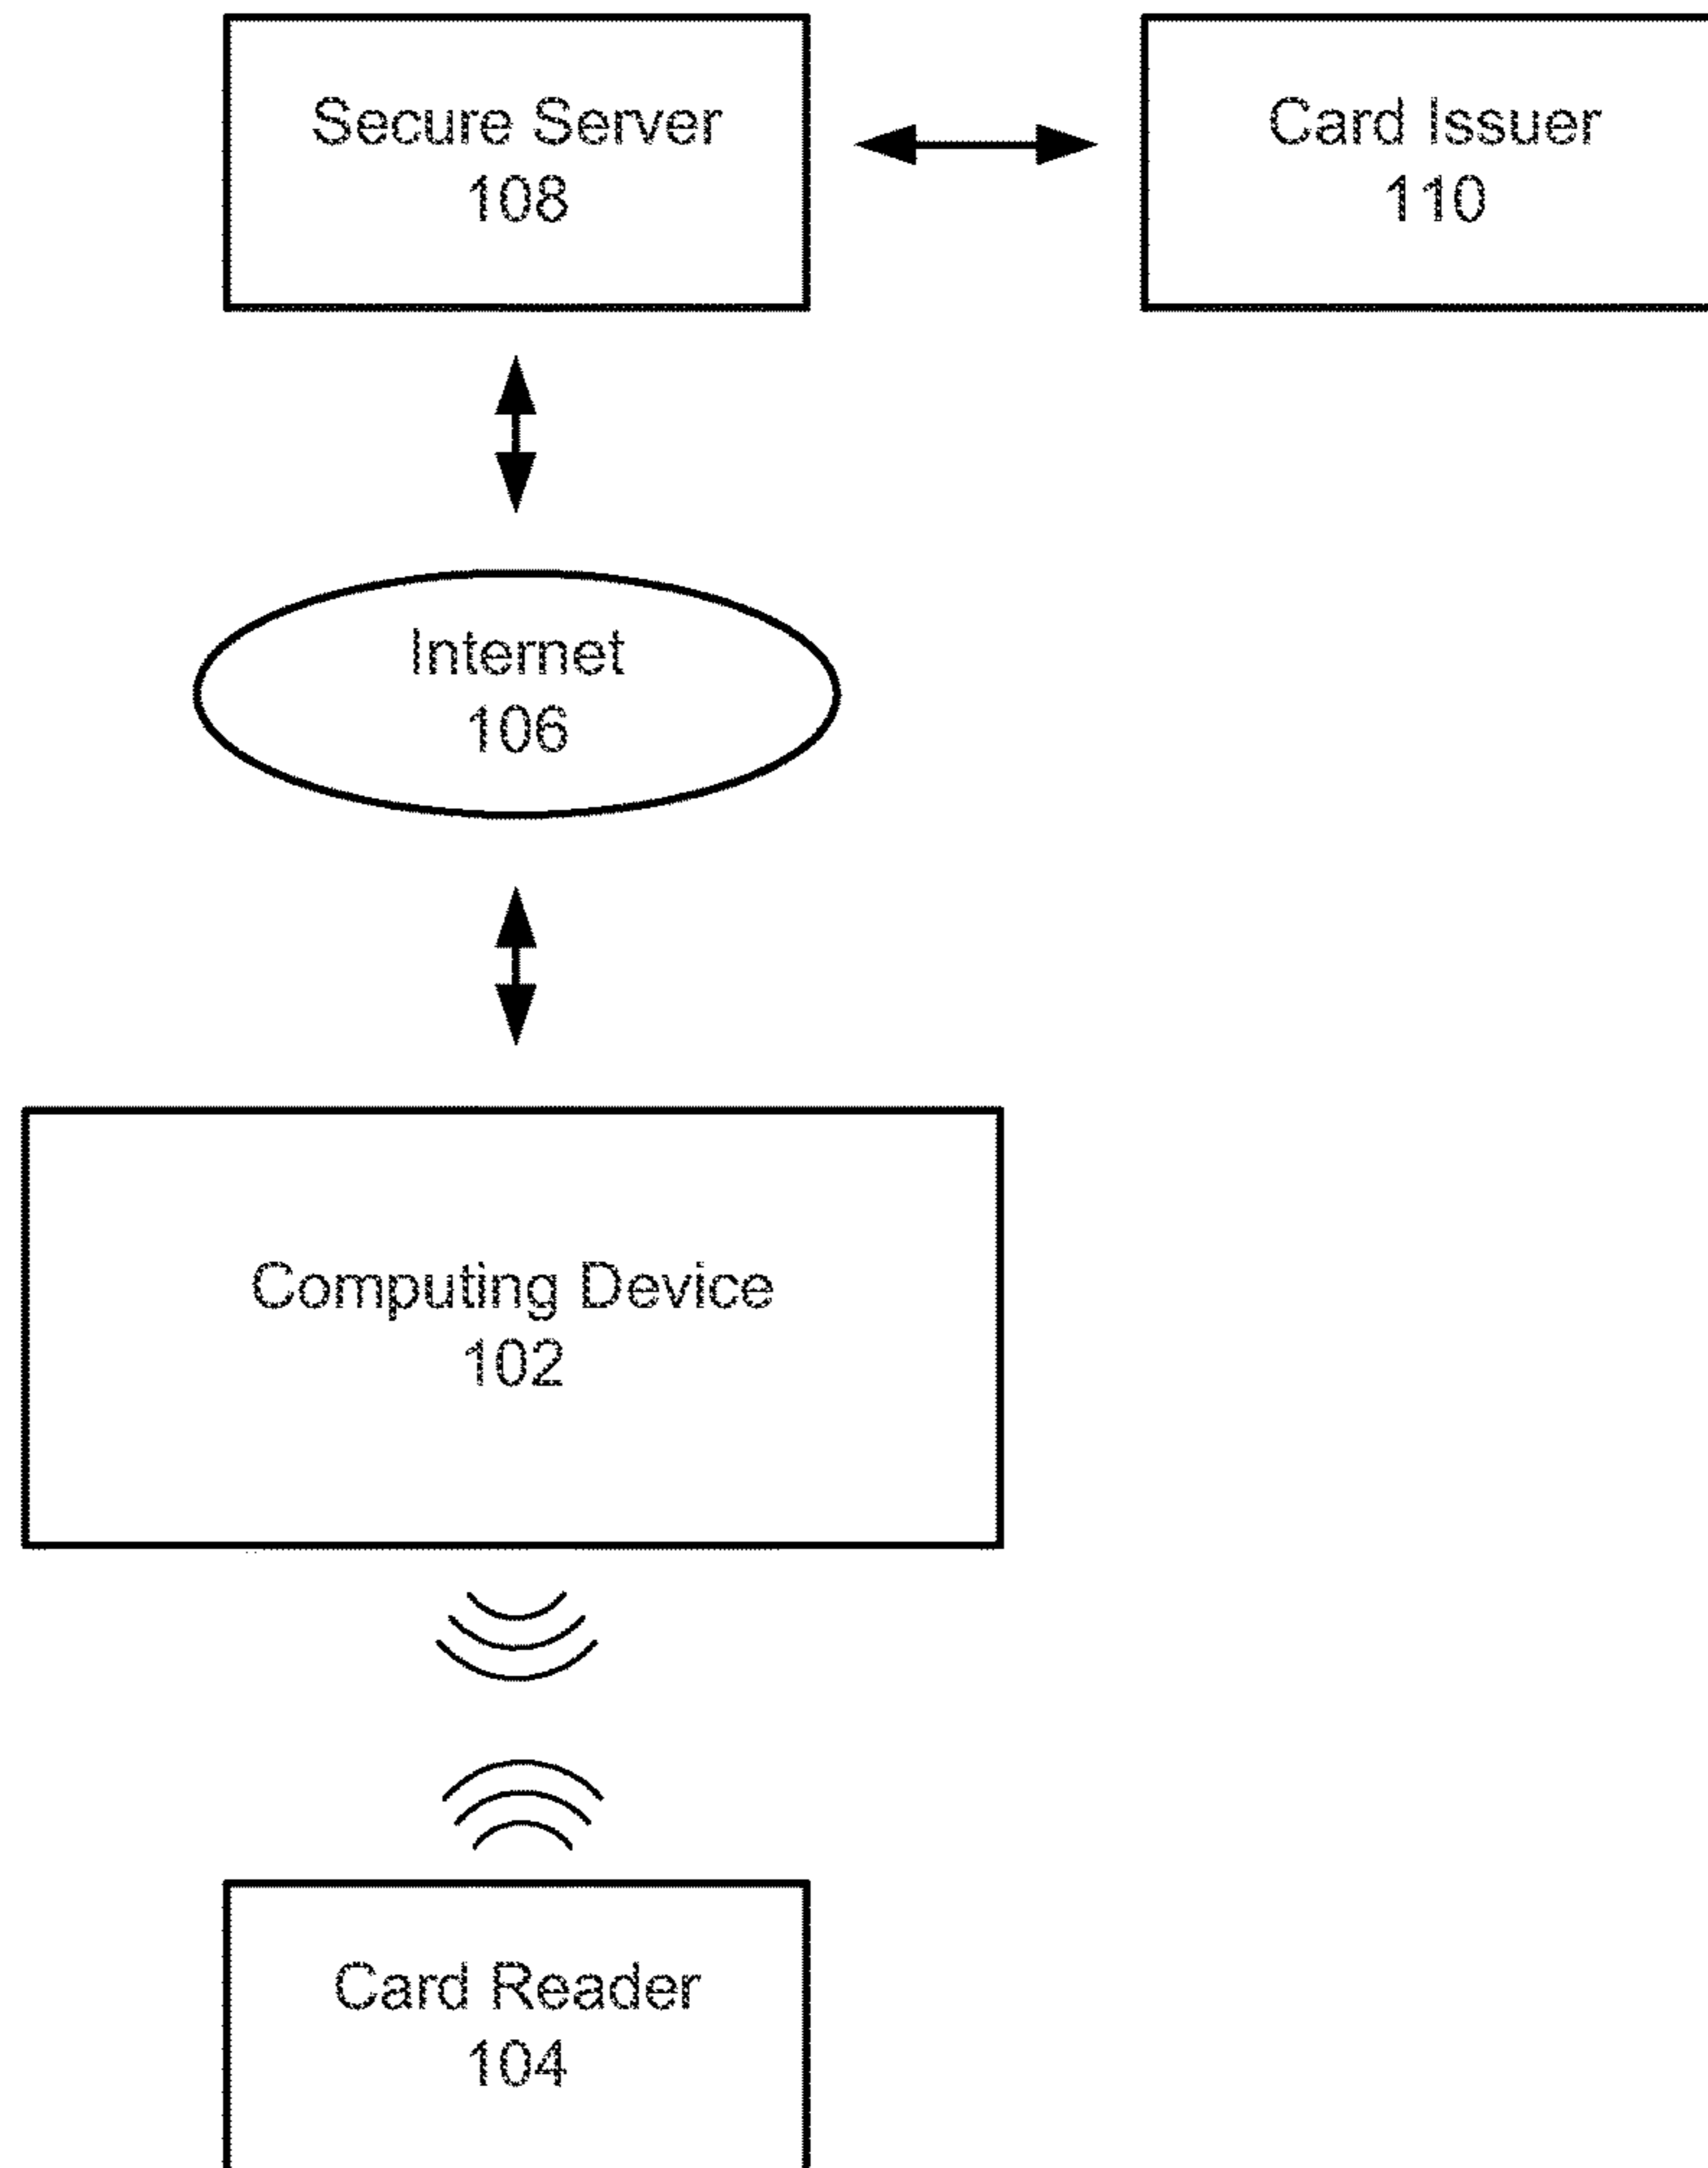 Secure Server
108
Card Issuer
110
Internet
106
Computing Device
102
Card Reader
104